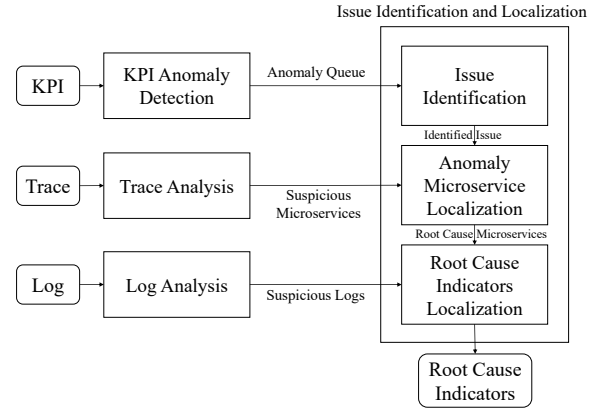 Issue Identification and Localization
KPI
KPI Anomaly
Detection
Anomaly Queue
Issue
Identification
Identified Issue
Trace
Trace Analysis
Suspicious
Microservices
Anomaly
Microservice
Localization
Root Cause Microservices
Log
Log Analysis
Suspicious Logs
Root Cause
Indicators
Localization
Root Cause
Indicators